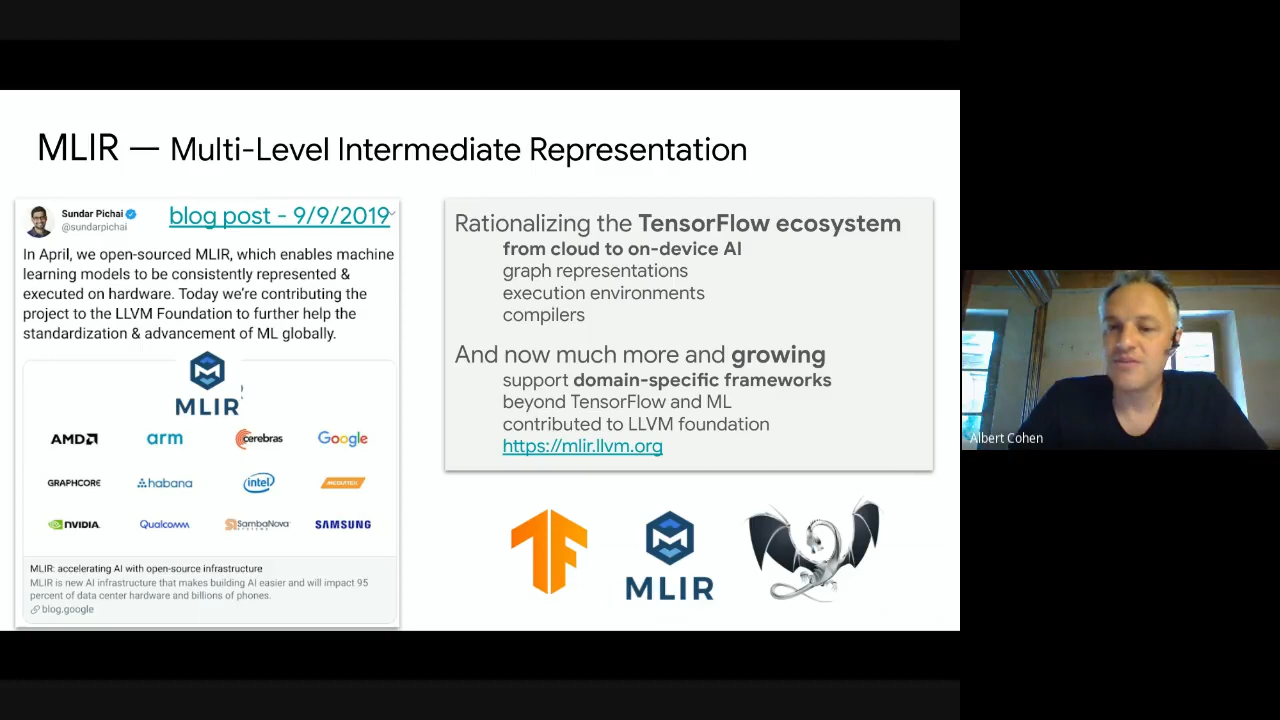 MLIR — Multi-Level Intermediate Representation
Sundar Pichai
@sundarpichai
blog post - 9/9/2019
In April, we open-sourced MLIR, which enables machine
learning models to be consistently represented &
executed on hardware. Today we're contributing the
project to the LLVM Foundation to further help the
standardization & advancement of ML globally.
MLIR
AMD arm cerebras Google
GRAPHCORE habana intel MEDIATEK
NVIDIA Qualcomm SambaNova SAMSUNG
SYSTEMS
MLIR: accelerating AI with open-source infrastructure
MLIR is new AI infrastructure that makes building AI easier and will impact 95
percent of data center hardware and billions of phones.
blog.google
Rationalizing the TensorFlow ecosystem
from cloud to on-device AI
graph representations
execution environments
compilers
And now much more and growing
support domain-specific frameworks
beyond TensorFlow and ML
contributed to LLVM foundation
https://mlir.llvm.org
MLIR
Albert Cohen